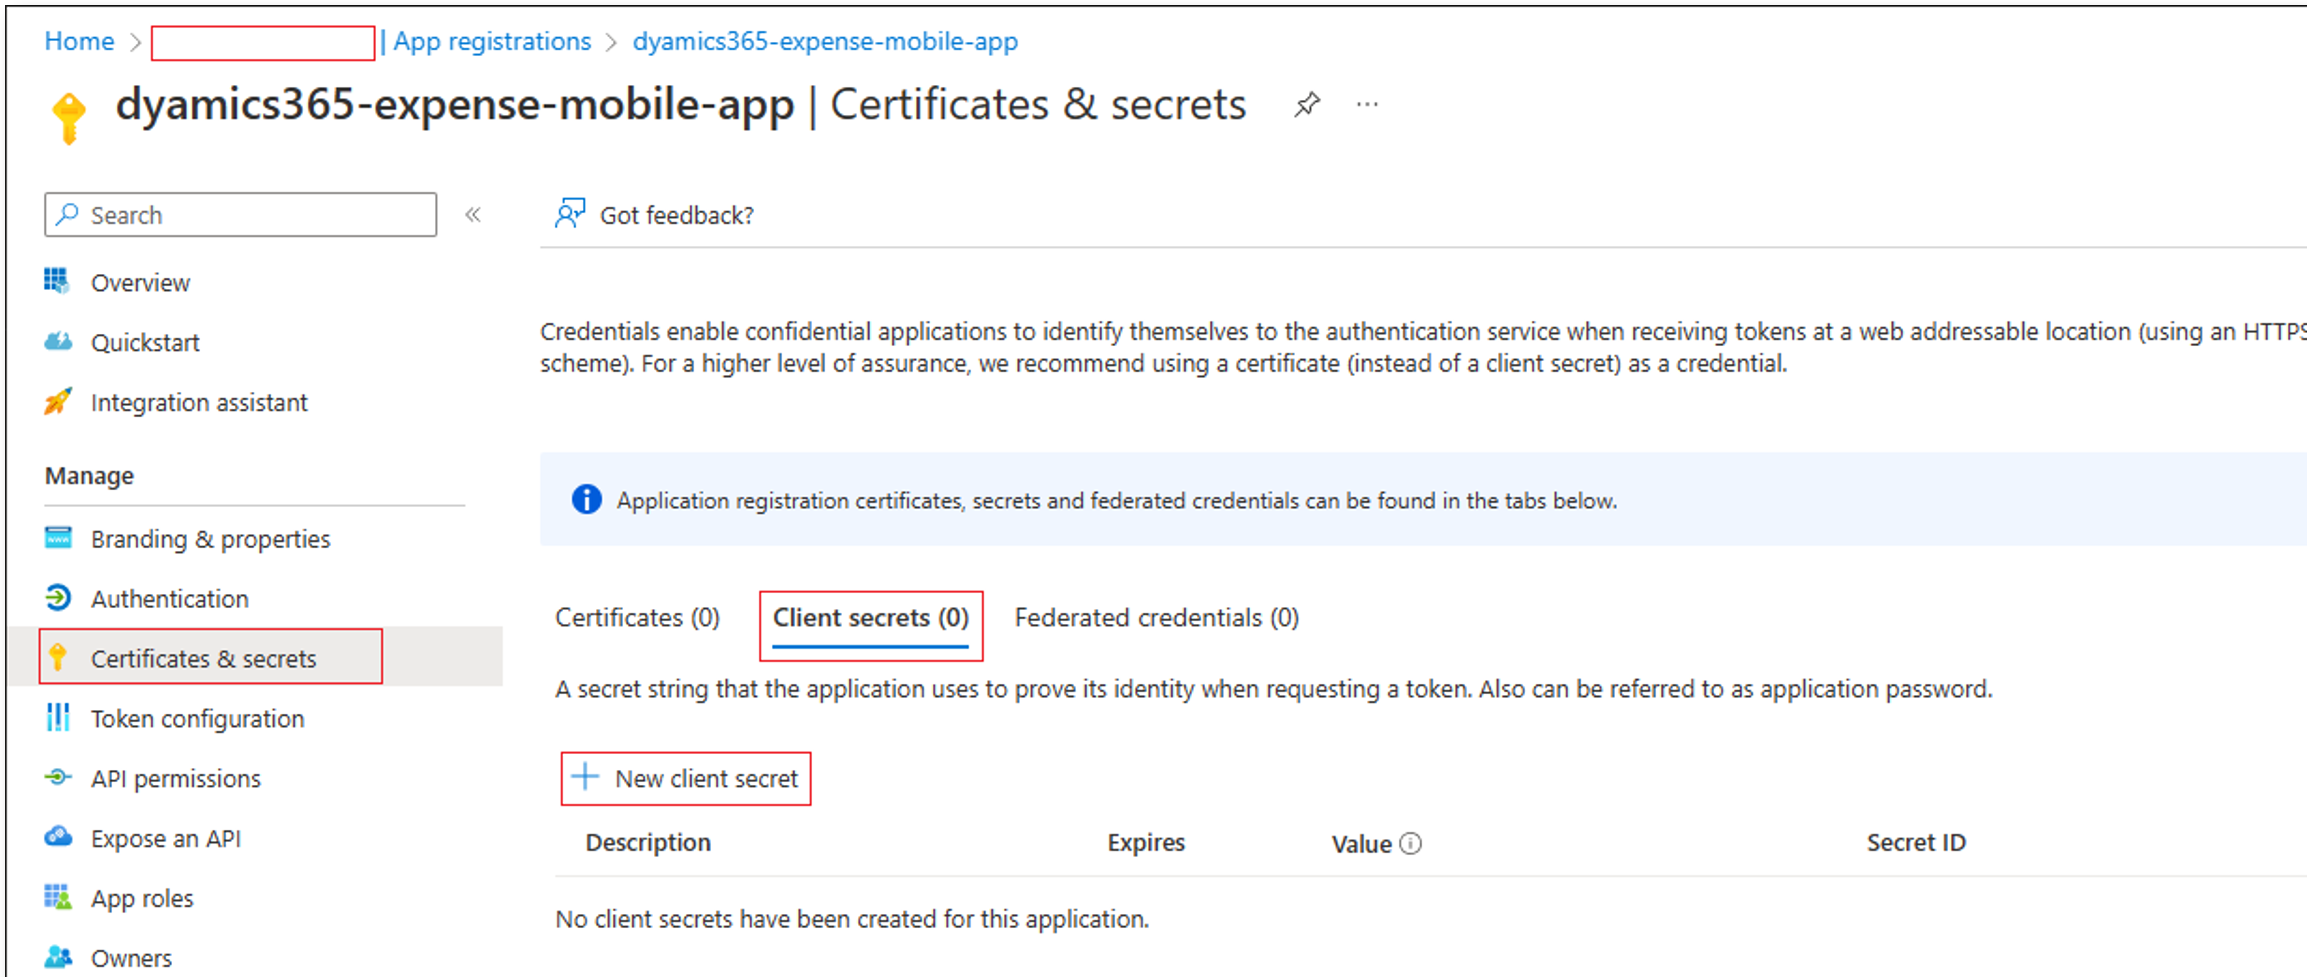 Home > | App registrations > dyamics365-expense-mobile-app
dyamics365-expense-mobile-app | Certificates & secrets
Search
Got feedback?
Overview
Quickstart
Integration assistant
Manage
Branding & properties
Authentication
Certificates & secrets
Token configuration
API permissions
Expose an API
App roles
Owners
Credentials enable confidential applications to identify themselves to the authentication service when receiving tokens at a web addressable location (using an HTTPS
scheme). For a higher level of assurance, we recommend using a certificate (instead of a client secret) as a credential.
Application registration certificates, secrets and federated credentials can be found in the tabs below.
Certificates (0) Client secrets (0) Federated credentials (0)
A secret string that the application uses to prove its identity when requesting a token. Also can be referred to as application password.
+ New client secret
Description Expires Value Secret ID
No client secrets have been created for this application.